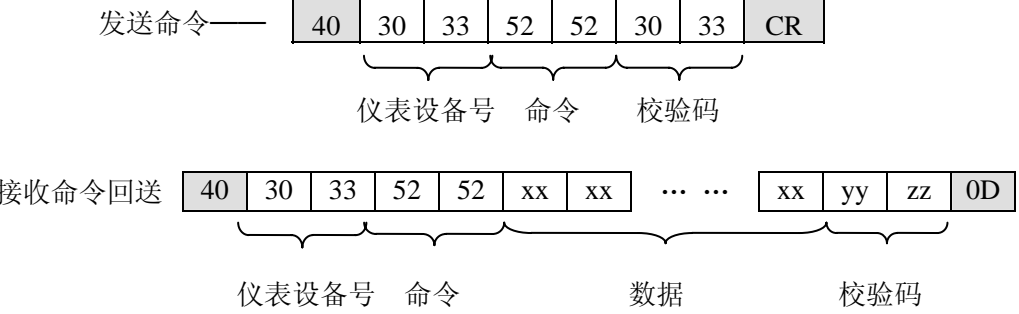 发送命令—— 40 30 33 52 52 30 33 CR
仪表设备号 命令 校验码
接收命令回送 40 30 33 52 52 xx xx … … xx yy zz 0D
仪表设备号 命令 数据 校验码